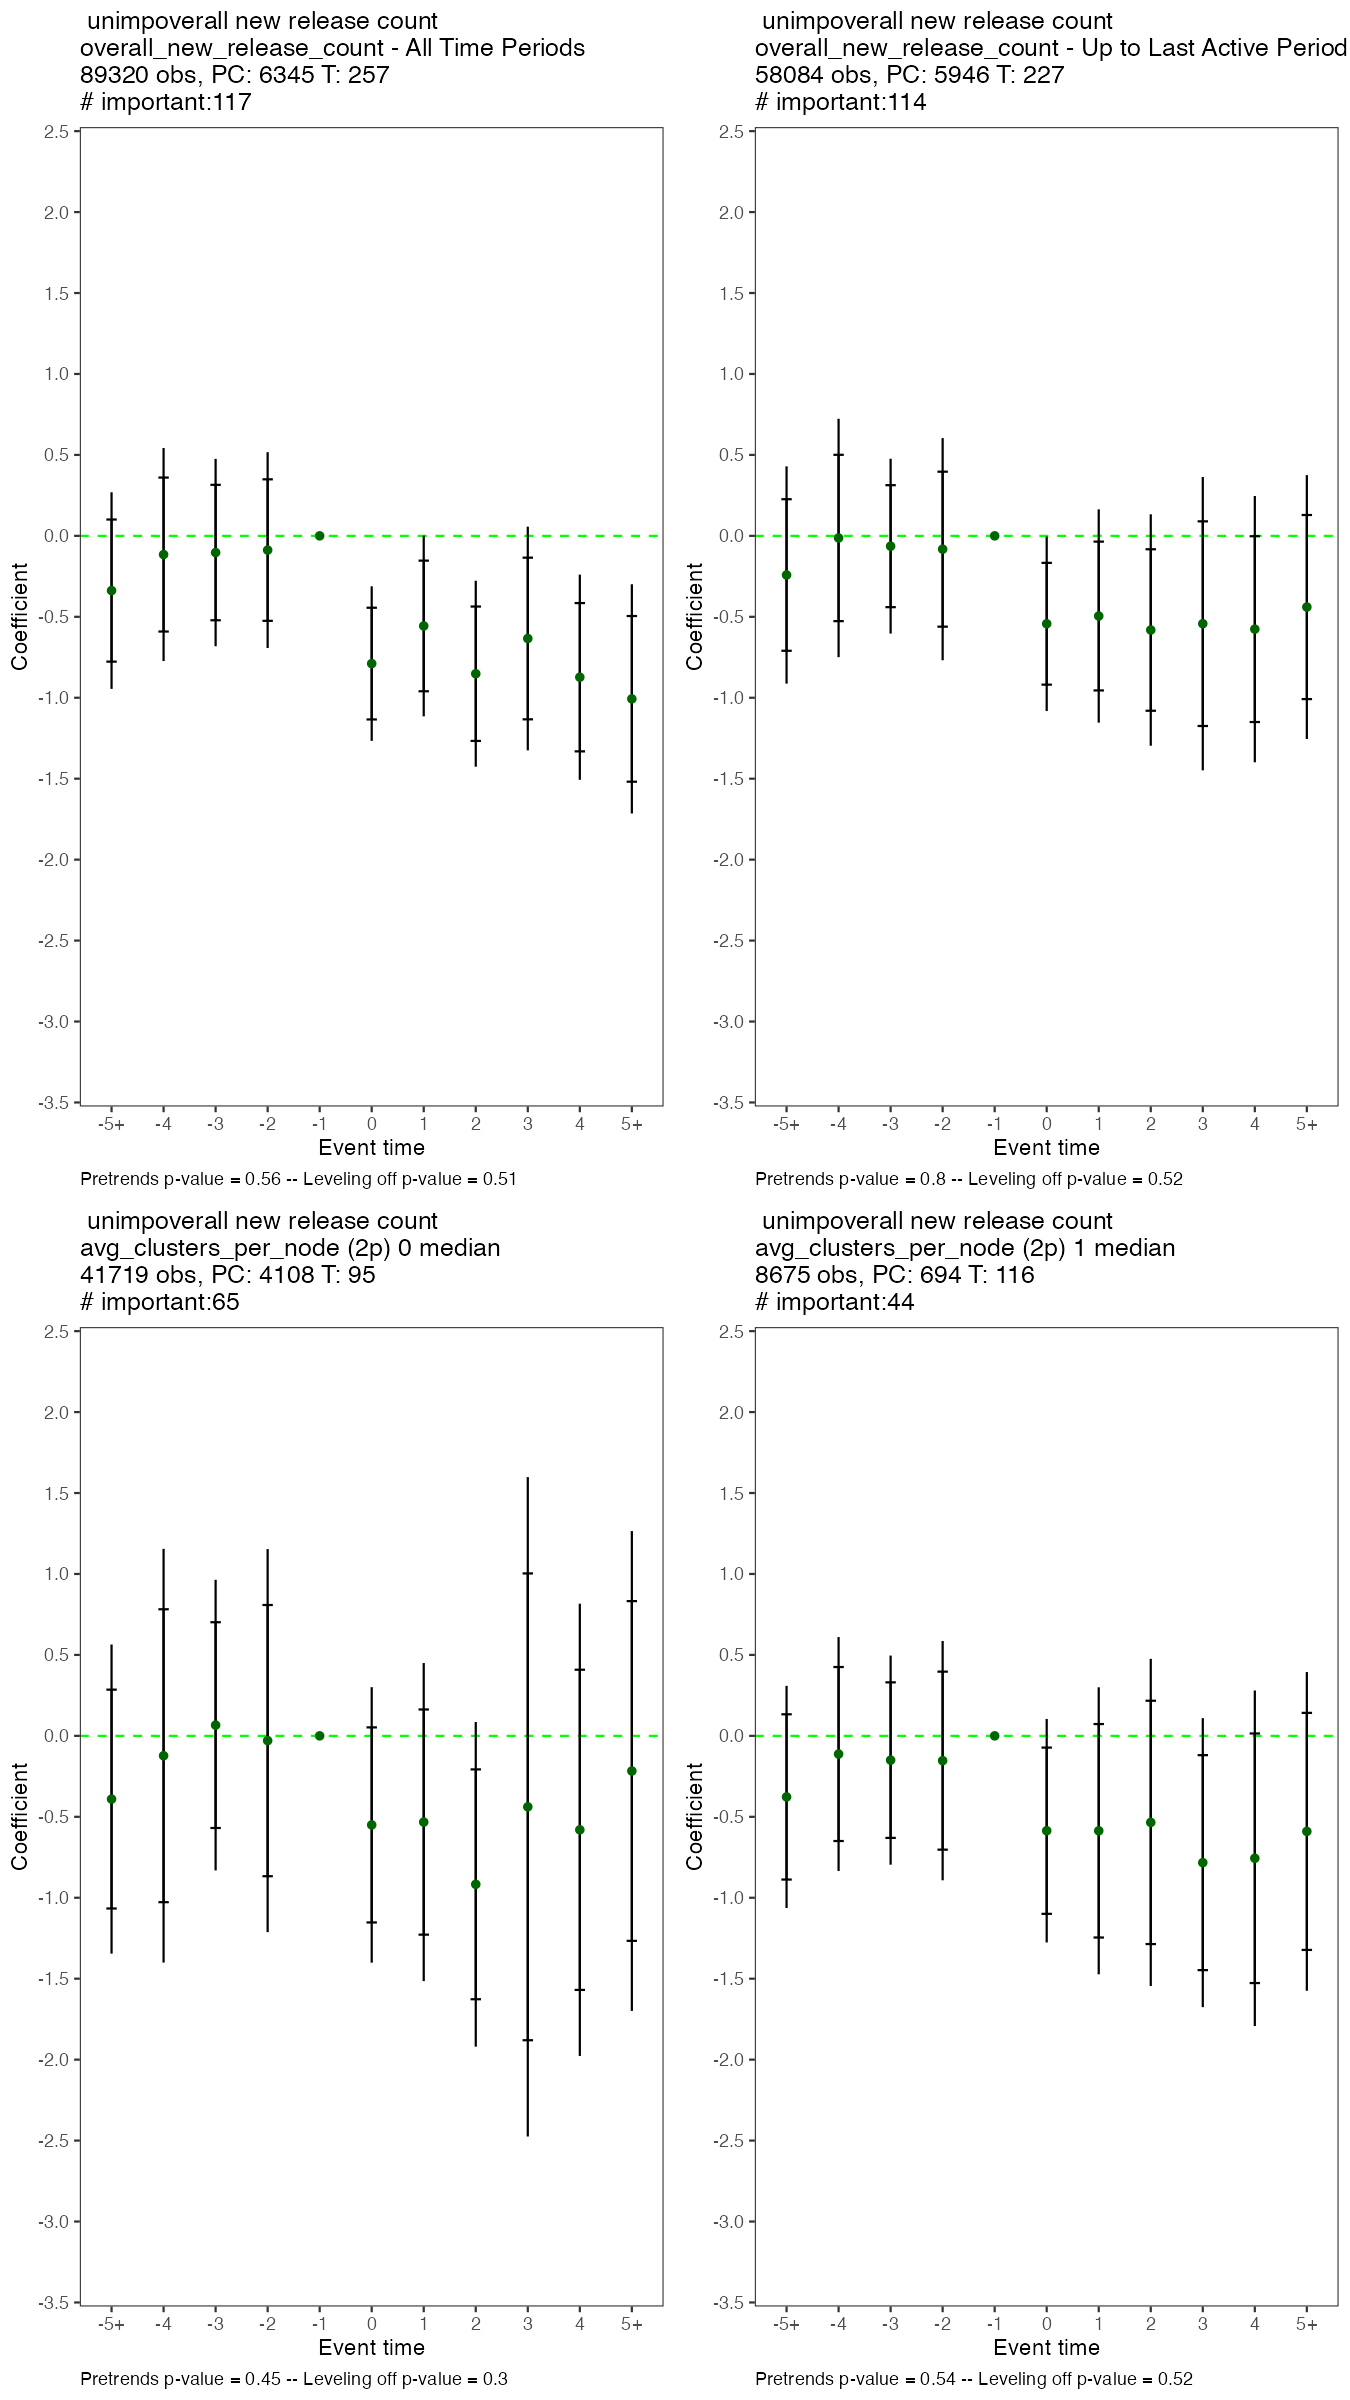 unimpoverall new release count
overall_new_release_count - All Time Periods
89320 obs, PC: 6345 T: 257
# important:117
2.5
2.0
1.5
1.0
0.5
0.0
-0.5
-1.0
-1.5
-2.0
-2.5
-3.0
-3.5
Coefficient
-5+ -4 -3 -2 -1 0 1 2 3 4 5+
Event time
Pretrends p-value = 0.56 -- Leveling off p-value = 0.51
unimpoverall new release count
overall_new_release_count - Up to Last Active Period
58084 obs, PC: 5946 T: 227
# important:114
2.5
2.0
1.5
1.0
0.5
0.0
-0.5
-1.0
-1.5
-2.0
-2.5
-3.0
-3.5
Coefficient
-5+ -4 -3 -2 -1 0 1 2 3 4 5+
Event time
Pretrends p-value = 0.8 -- Leveling off p-value = 0.52
unimpoverall new release count
avg_clusters_per_node (2p) 0 median
41719 obs, PC: 4108 T: 95
# important:65
2.5
2.0
1.5
1.0
0.5
0.0
-0.5
-1.0
-1.5
-2.0
-2.5
-3.0
-3.5
Coefficient
-5+ -4 -3 -2 -1 0 1 2 3 4 5+
Event time
Pretrends p-value = 0.45 -- Leveling off p-value = 0.3
unimpoverall new release count
avg_clusters_per_node (2p) 1 median
8675 obs, PC: 694 T: 116
# important:44
2.5
2.0
1.5
1.0
0.5
0.0
-0.5
-1.0
-1.5
-2.0
-2.5
-3.0
-3.5
Coefficient
-5+ -4 -3 -2 -1 0 1 2 3 4 5+
Event time
Pretrends p-value = 0.54 -- Leveling off p-value = 0.52